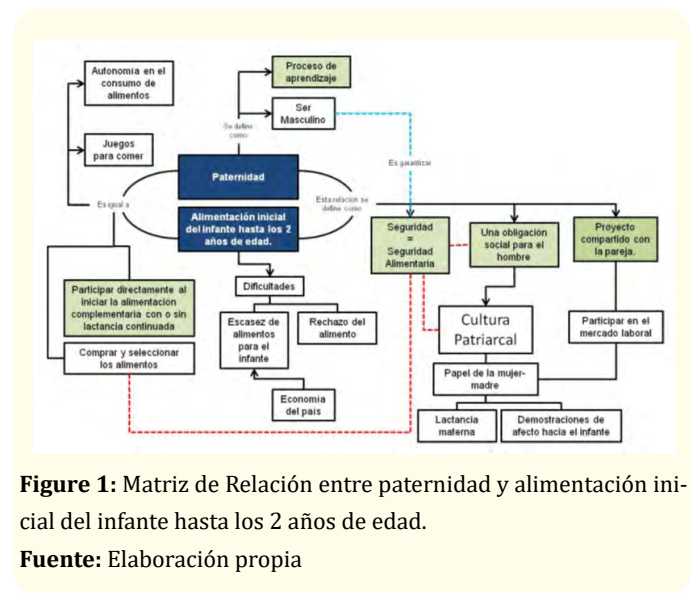 Proceso de
aprendizaje
Autonomía en el
consumo de
alimentos
Ser
Masculino
Se define
como
Juegos
para comer
Es garantizar
Paternidad
Es igual a
Esta relación se
define como
Alimentación inicial
del infante hasta los 2
años de edad.
Seguridad
=
Seguridad
Alimentaria
Una obligación
social para el
hombre
Proyecto
compartido con
la pareja.
Participar directamente al
iniciar la alimentación
complementaria con o sin
lactancia continuada
Dificultades
Escasez de
alimentos
para el
infante
Rechazo del
alimento
Cultura
Patriarcal
Participar en el
mercado laboral
Comprar y seleccionar
los alimentos
Papel de la mujer-
madre
Economía
del país
Lactancia
materna
Demostraciones de
afecto hacia el infante
Figure 1: Matriz de Relación entre paternidad y alimentación ini-
cial del infante hasta los 2 años de edad.
Fuente: Elaboración propia